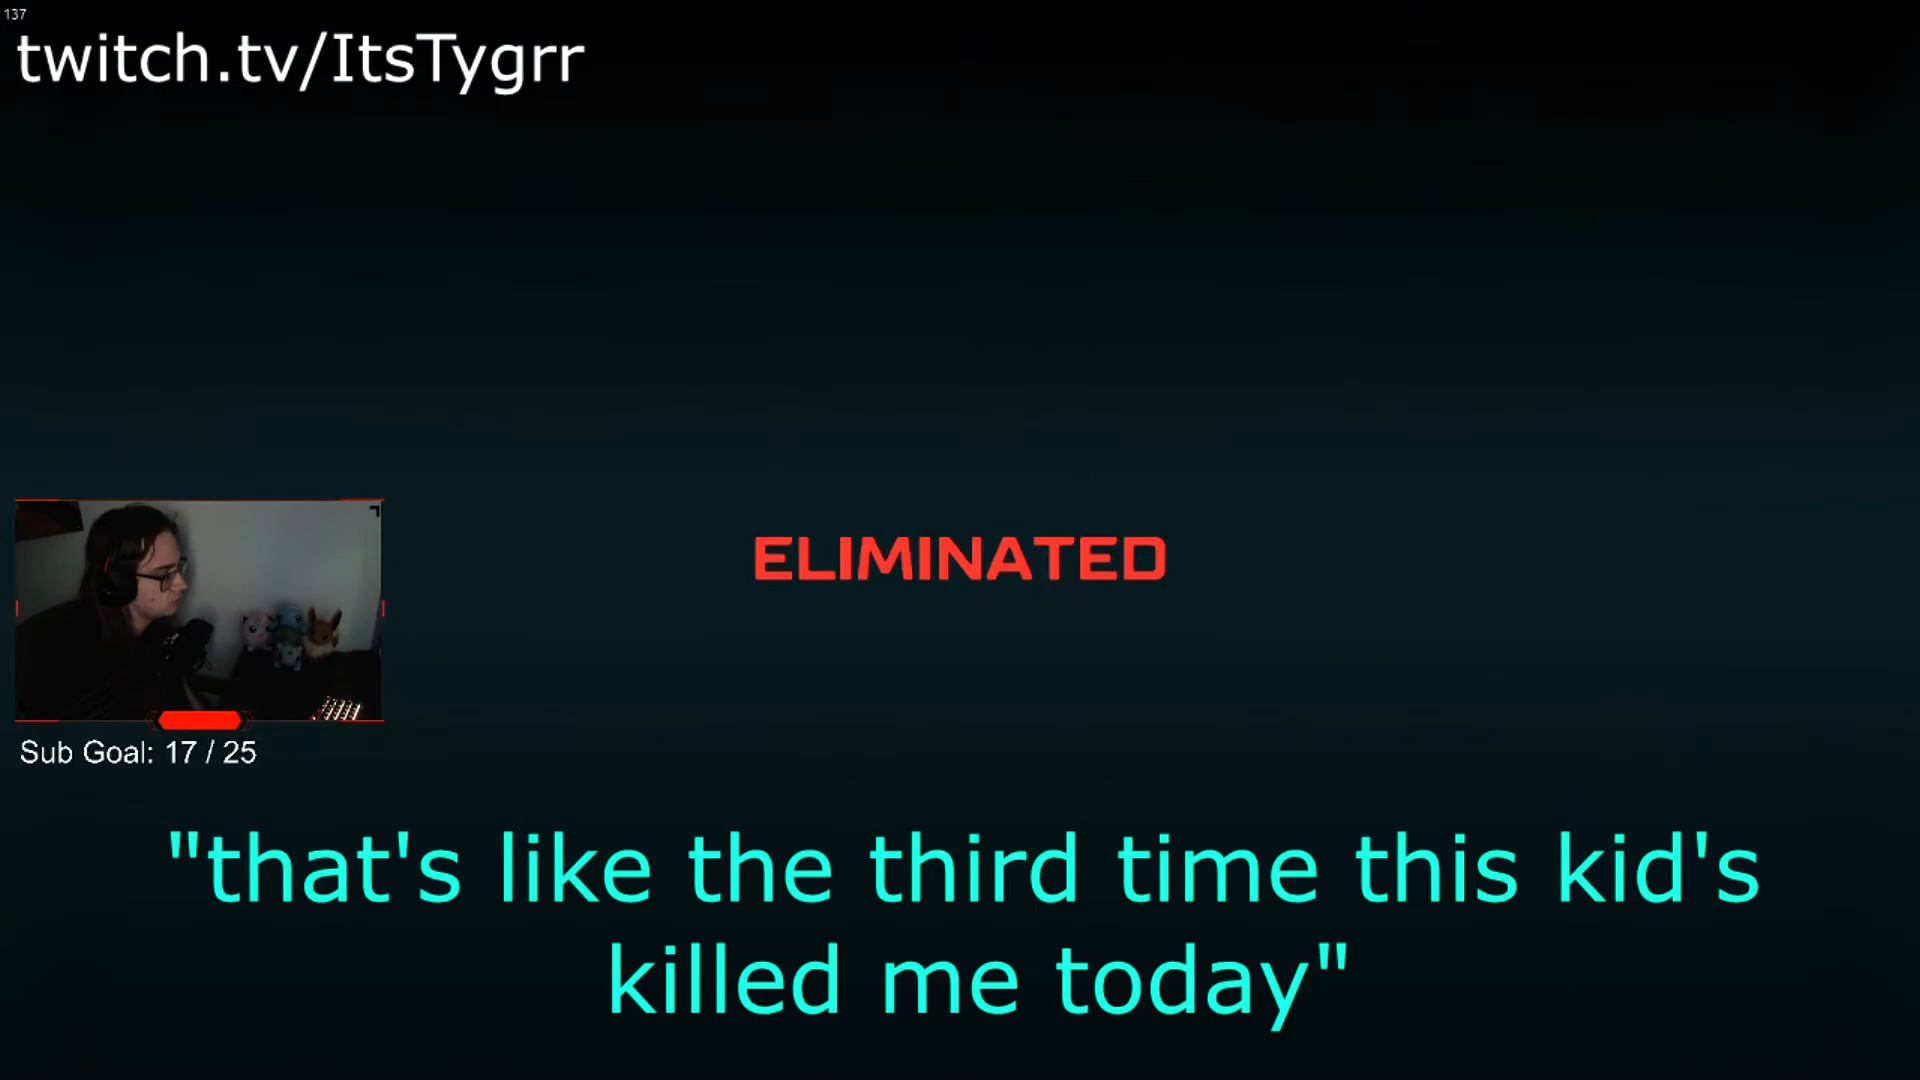 137
twitch.tv/ItsTygrr
ELIMINATED
Sub Goal: 17 / 25
"that's like the third time this kid's
killed me today"